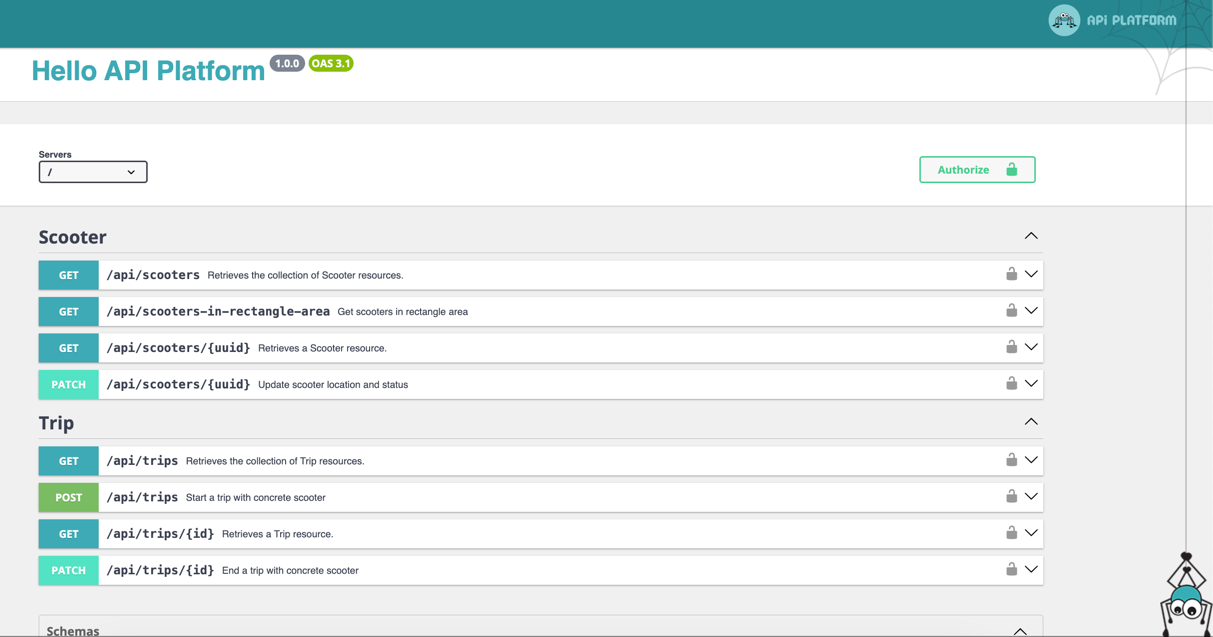 API PLATFORM
Hello API Platform 1.0.0 OAS 3.1
Servers
/
Authorize
Scooter
GET /api/scooters Retrieves the collection of Scooter resources.
GET /api/scooters-in-rectangle-area Get scooters in rectangle area
GET /api/scooters/{uuid} Retrieves a Scooter resource.
PATCH /api/scooters/{uuid} Update scooter location and status
Trip
GET /api/trips Retrieves the collection of Trip resources.
POST /api/trips Start a trip with concrete scooter
GET /api/trips/{id} Retrieves a Trip resource.
PATCH /api/trips/{id} End a trip with concrete scooter
Schemas